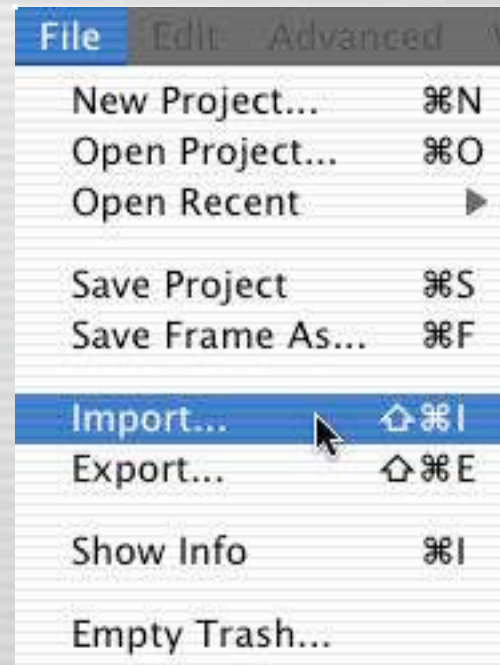 File Edit Advanced
New Project... ⌘N
Open Project... ⌘O
Open Recent ▶
Save Project ⌘S
Save Frame As... ⌘F
Import... ⇧⌘I
Export... ⇧⌘E
Show Info ⌘I
Empty Trash...